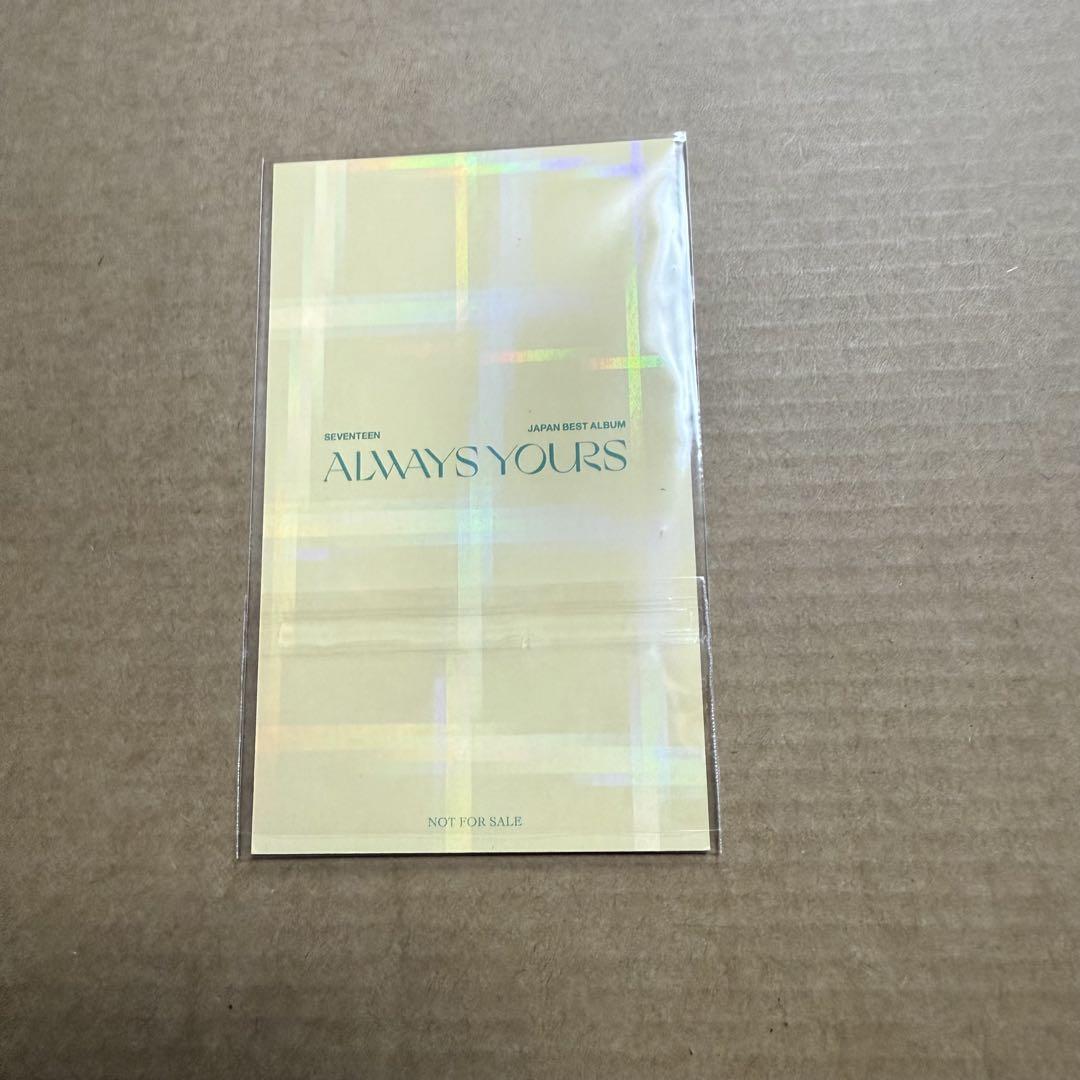 SEVENTEEN JAPAN BEST ALBUM
ALWAYS YOURS
NOT FOR SALE